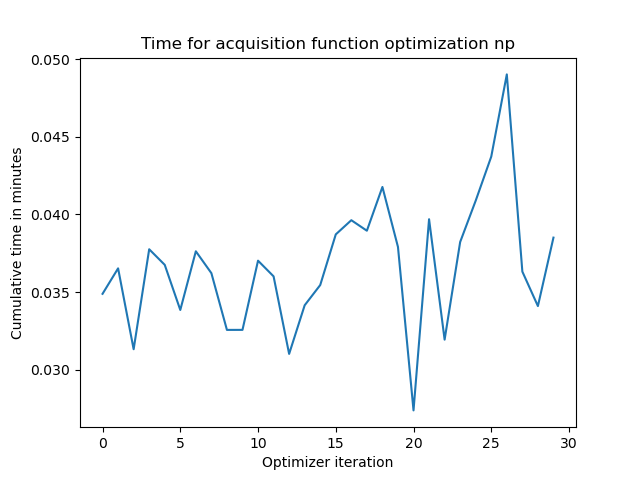 Time for acquisition function optimization np
0.050
0.045
0.040
0.035
0.030
Cumulative time in minutes
0 5 10 15 20 25 30
Optimizer iteration